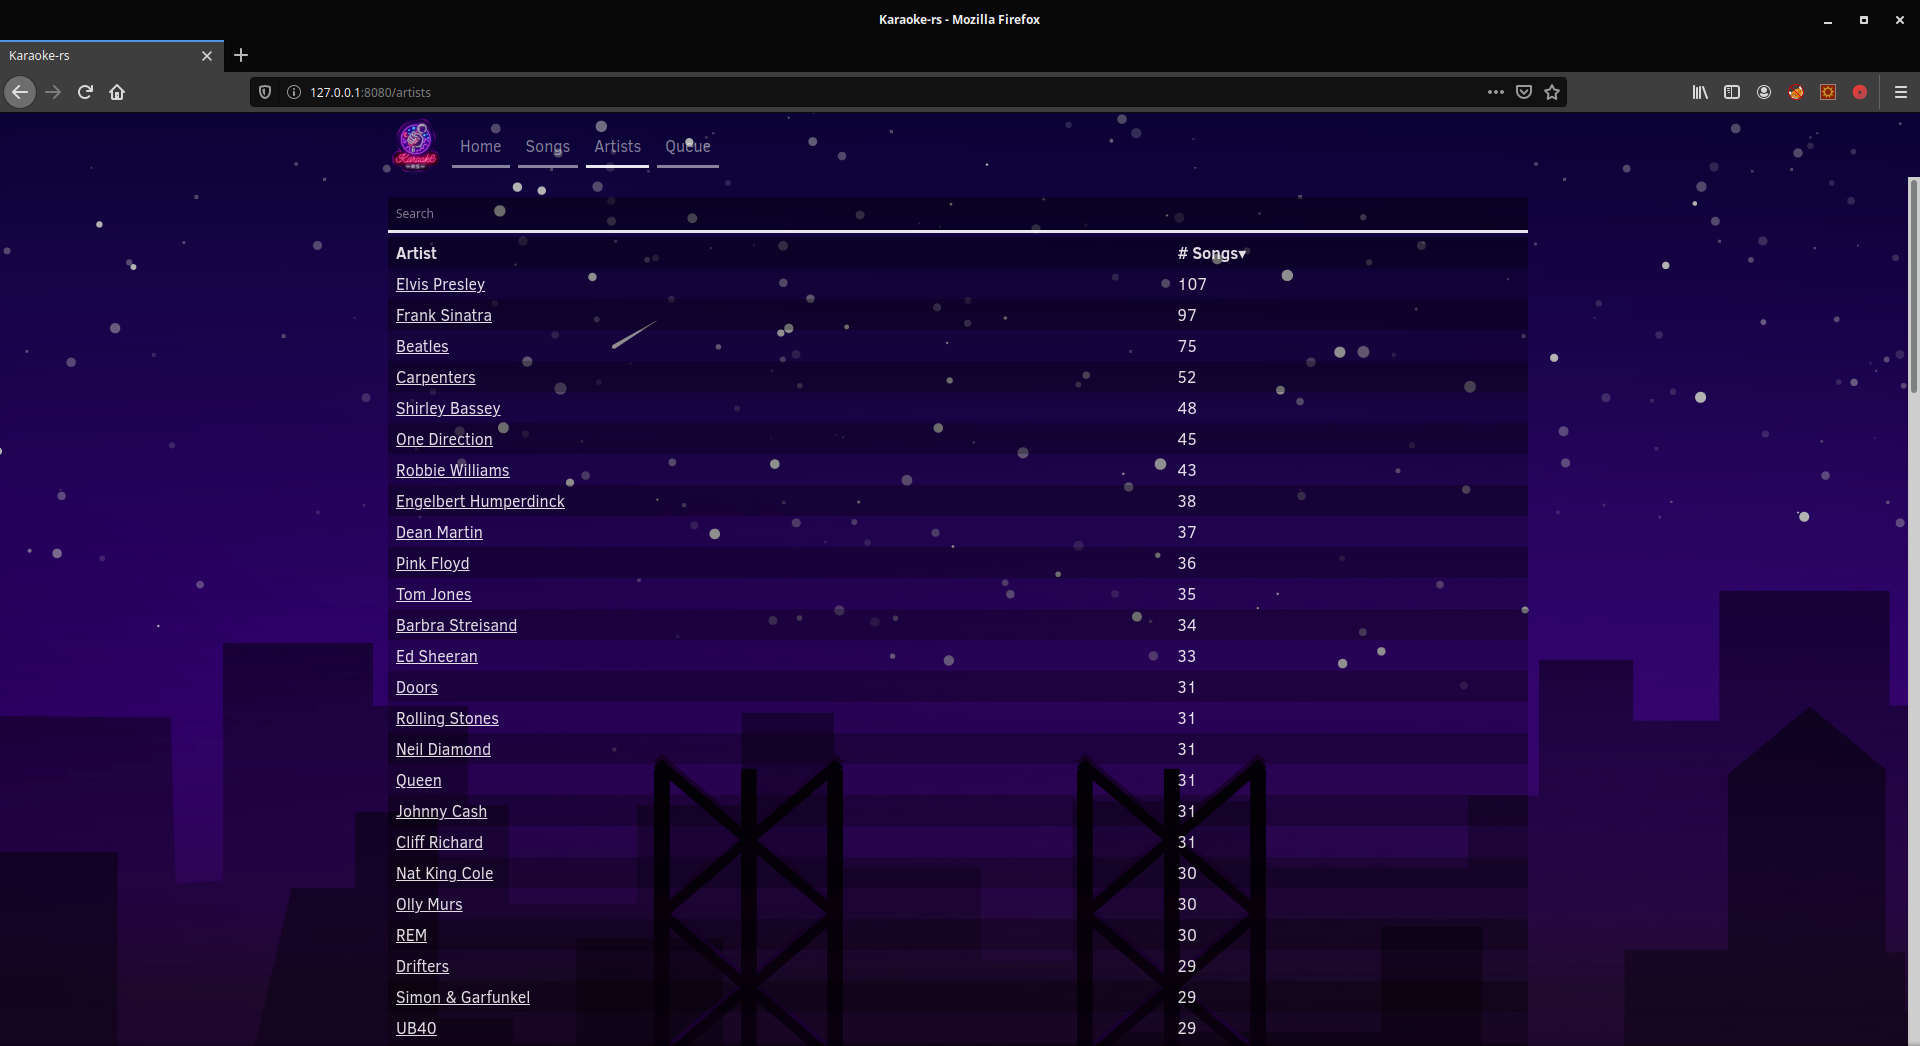 Karaoke-rs - Mozilla Firefox
Karaoke-rs
127.0.0.1:8080/artists
Karaoke
Home Songs Artists Queue
Search
Artist # Songs▾
Elvis Presley 107
Frank Sinatra 97
Beatles 75
Carpenters 52
Shirley Bassey 48
One Direction 45
Robbie Williams 43
Engelbert Humperdinck 38
Dean Martin 37
Pink Floyd 36
Tom Jones 35
Barbra Streisand 34
Ed Sheeran 33
Doors 31
Rolling Stones 31
Neil Diamond 31
Queen 31
Johnny Cash 31
Cliff Richard 31
Nat King Cole 30
Olly Murs 30
REM 30
Drifters 29
Simon & Garfunkel 29
UB40 29